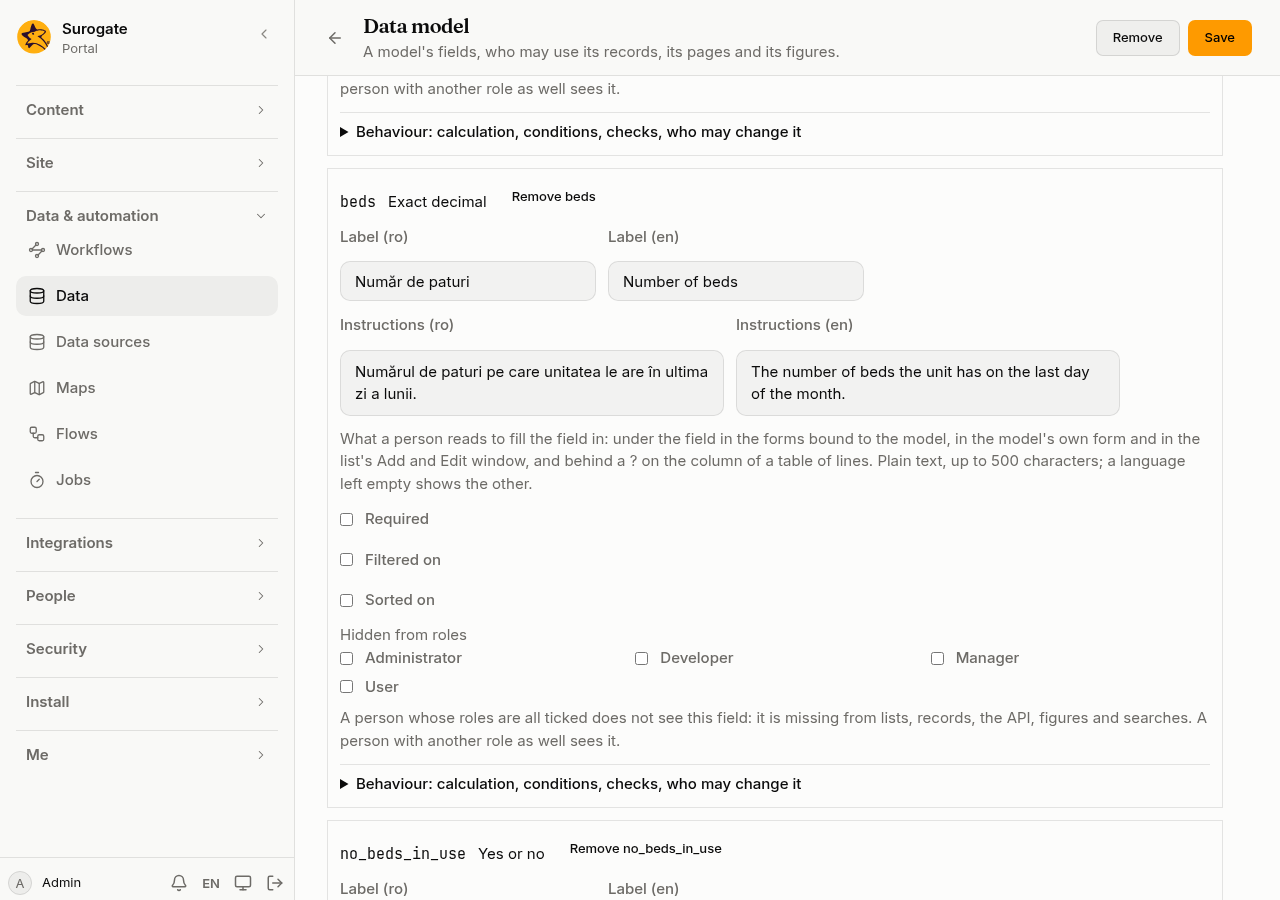 Surogate
Portal
Content
Site
Data & automation
Workflows
Data
Data sources
Maps
Flows
Jobs
Integrations
People
Security
Install
Me
A
Admin
EN
Data model
A model's fields, who may use its records, its pages and its figures.
Remove
Save
person with another role as well sees it.
Behaviour: calculation, conditions, checks, who may change it
beds Exact decimal Remove beds
Label (ro) Label (en)
Număr de paturi Number of beds
Instructions (ro) Instructions (en)
Numărul de paturi pe care unitatea le are în ultima zi a lunii.
The number of beds the unit has on the last day of the month.
What a person reads to fill the field in: under the field in the forms bound to the model, in the model's own form and in the
list's Add and Edit window, and behind a ? on the column of a table of lines. Plain text, up to 500 characters; a language
left empty shows the other.
Required
Filtered on
Sorted on
Hidden from roles
Administrator Developer Manager
User
A person whose roles are all ticked does not see this field: it is missing from lists, records, the API, figures and searches. A
person with another role as well sees it.
Behaviour: calculation, conditions, checks, who may change it
no_beds_in_use Yes or no Remove no_beds_in_use
Label (ro) Label (en)